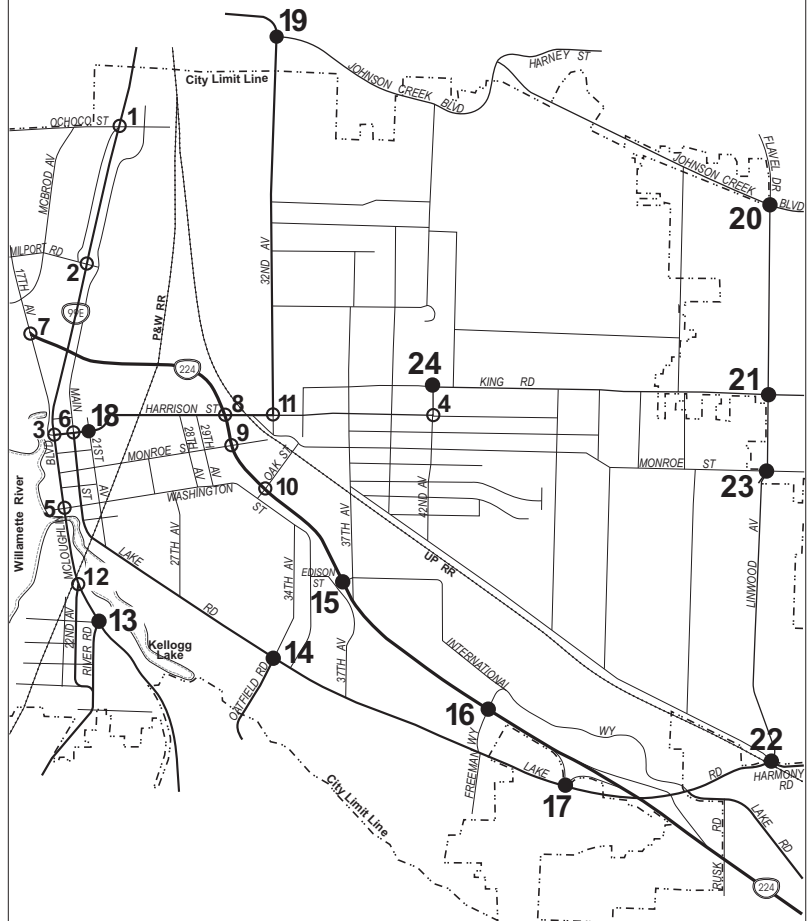 19
City Limit Line
JOHNSON CREEK BLVD
HARNEY ST
OCHOCO ST
1
MCBROD AV
JOHNSON CREEK BLVD
FLAVEL DR
20
MILPORT RD
2
17TH AV
32ND AV
99E
P&W RR
7
224
MAIN ST
24
KING RD
21
3
6
18
HARRISON ST
8
11
4
BLVD
21ST
28TH AV
29TH AV
9
MONROE ST
MONROE ST
23
OAK ST
10
WASHINGTON ST
42ND AV
37TH AV
5
Willamette River
MCLOUGHLIN
27TH AV
34TH AV
UP RR
LINWOOD AV
LAKE RD
EDISON ST
15
12
22ND AV
RIVER RD
13
Kellogg Lake
OATFIELD RD
14
37TH AV
INTERNATIONAL WY
16
FREEMAN WY
22
HARMONY RD
LAKE RD
17
City Limit Line
LAKE RD
RUSK RD
224